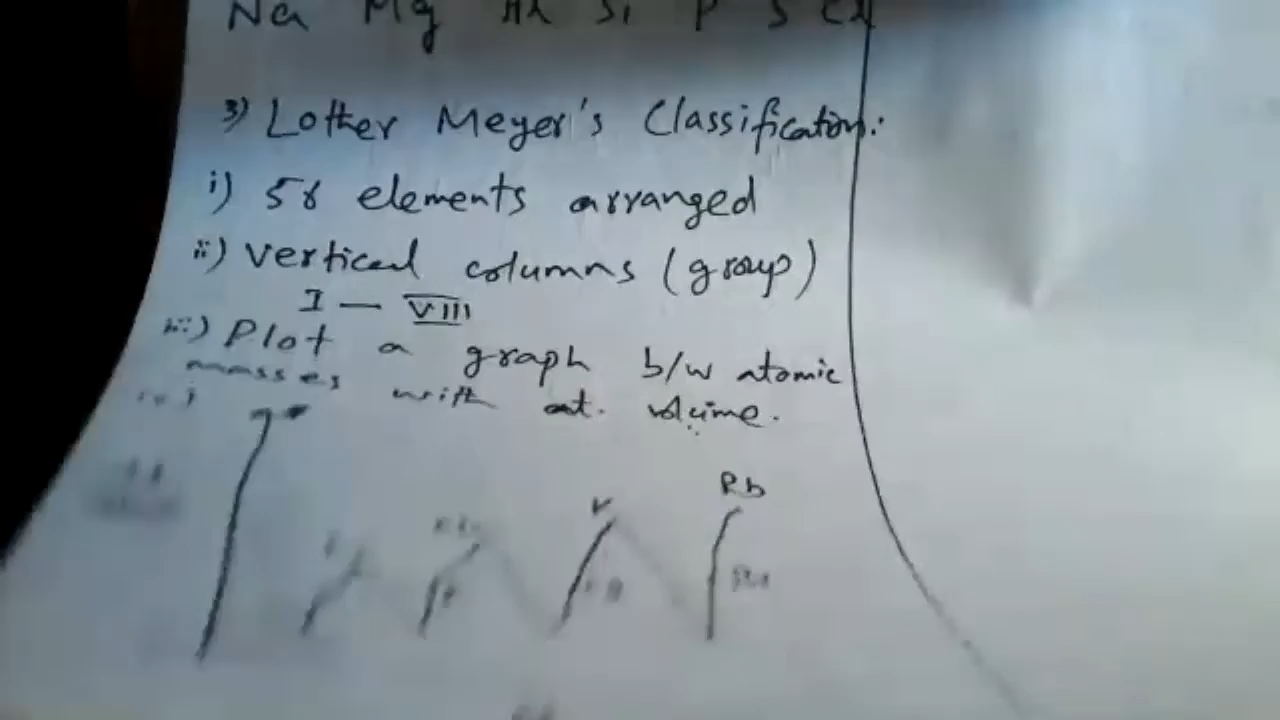 Na Mg Al Si P S Cl
3) Lother Meyer's Classification:
i) 56 elements arranged
ii) Vertical columns (group)
I — VIII
iii) Plot a graph b/w atomic
masses with at. volume.
Rb